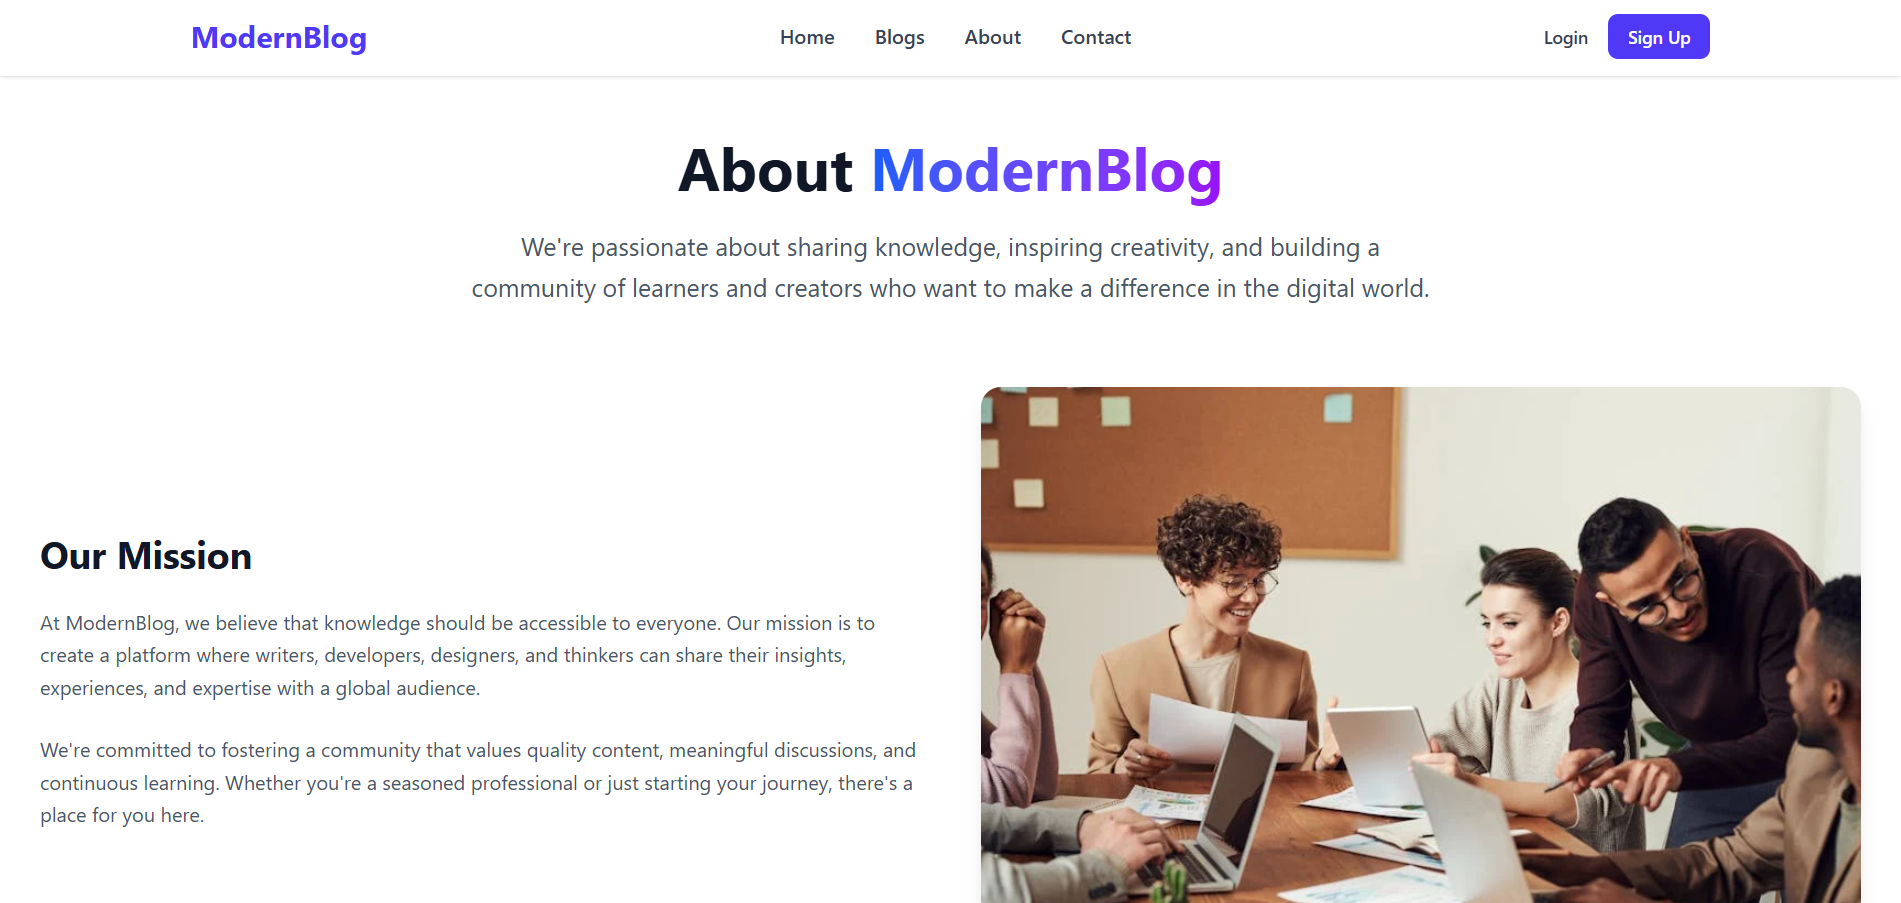 ModernBlog
Home
Blogs
About
Contact
Login
Sign Up
About ModernBlog
We're passionate about sharing knowledge, inspiring creativity, and building a
community of learners and creators who want to make a difference in the digital world.
Our Mission
At ModernBlog, we believe that knowledge should be accessible to everyone. Our mission is to
create a platform where writers, developers, designers, and thinkers can share their insights,
experiences, and expertise with a global audience.
We're committed to fostering a community that values quality content, meaningful discussions, and
continuous learning. Whether you're a seasoned professional or just starting your journey, there's a
place for you here.